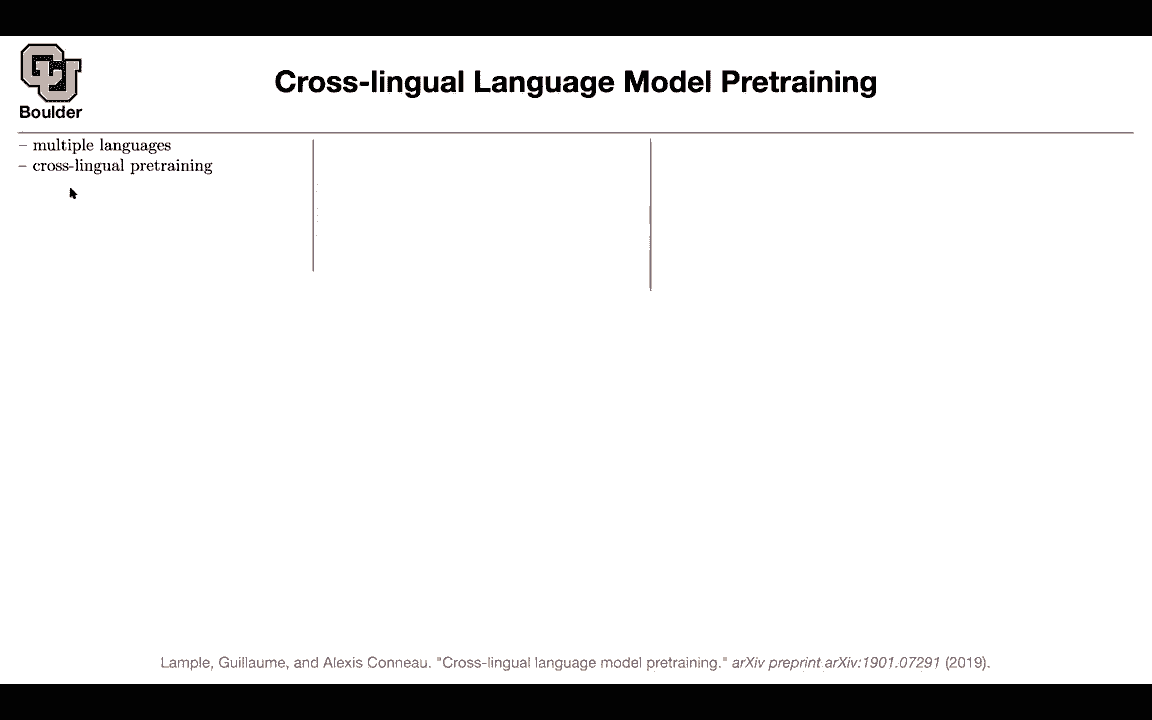 CU
Boulder
Cross-lingual Language Model Pretraining
– multiple languages
– cross-lingual pretraining
Lample, Guillaume, and Alexis Conneau. "Cross-lingual language model pretraining." arXiv preprint arXiv:1901.07291 (2019).